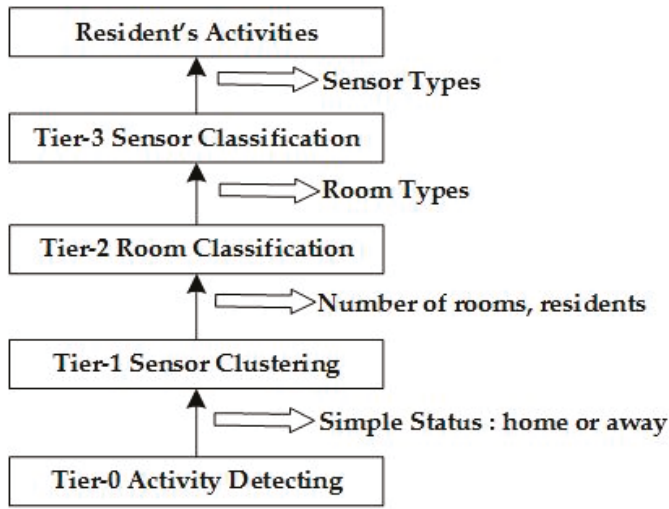 Resident's Activities
Sensor Types
Tier-3 Sensor Classification
Room Types
Tier-2 Room Classification
Number of rooms, residents
Tier-1 Sensor Clustering
Simple Status : home or away
Tier-0 Activity Detecting